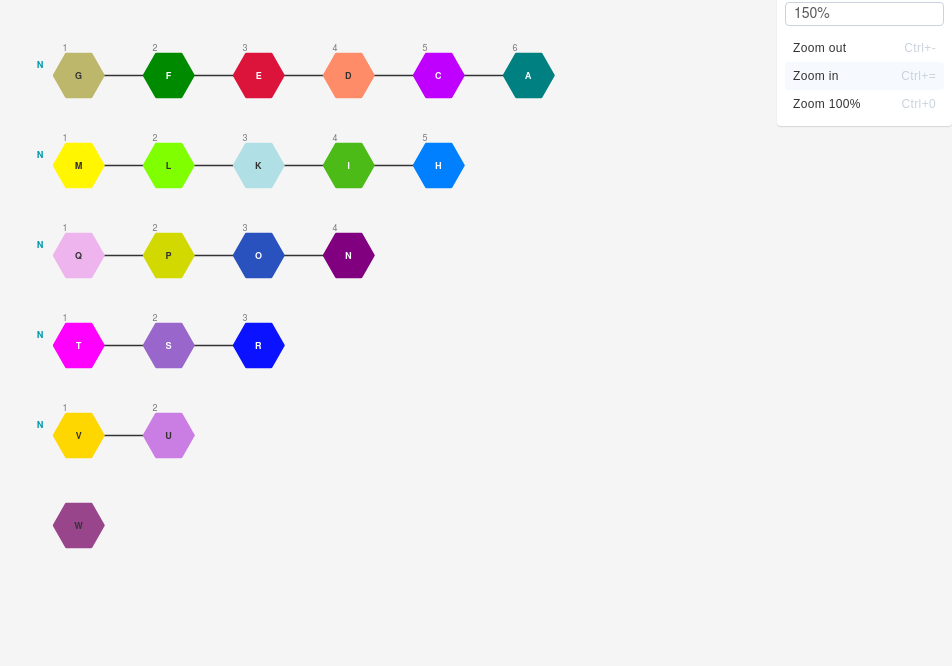 150%
Zoom out Ctrl+-
Zoom in Ctrl+=
Zoom 100% Ctrl+0
1 2 3 4 5 6
N G F E D C A
1 2 3 4 5
N M L K I H
1 2 3 4
N Q P O N
1 2 3
N T S R
1 2
N V U
W